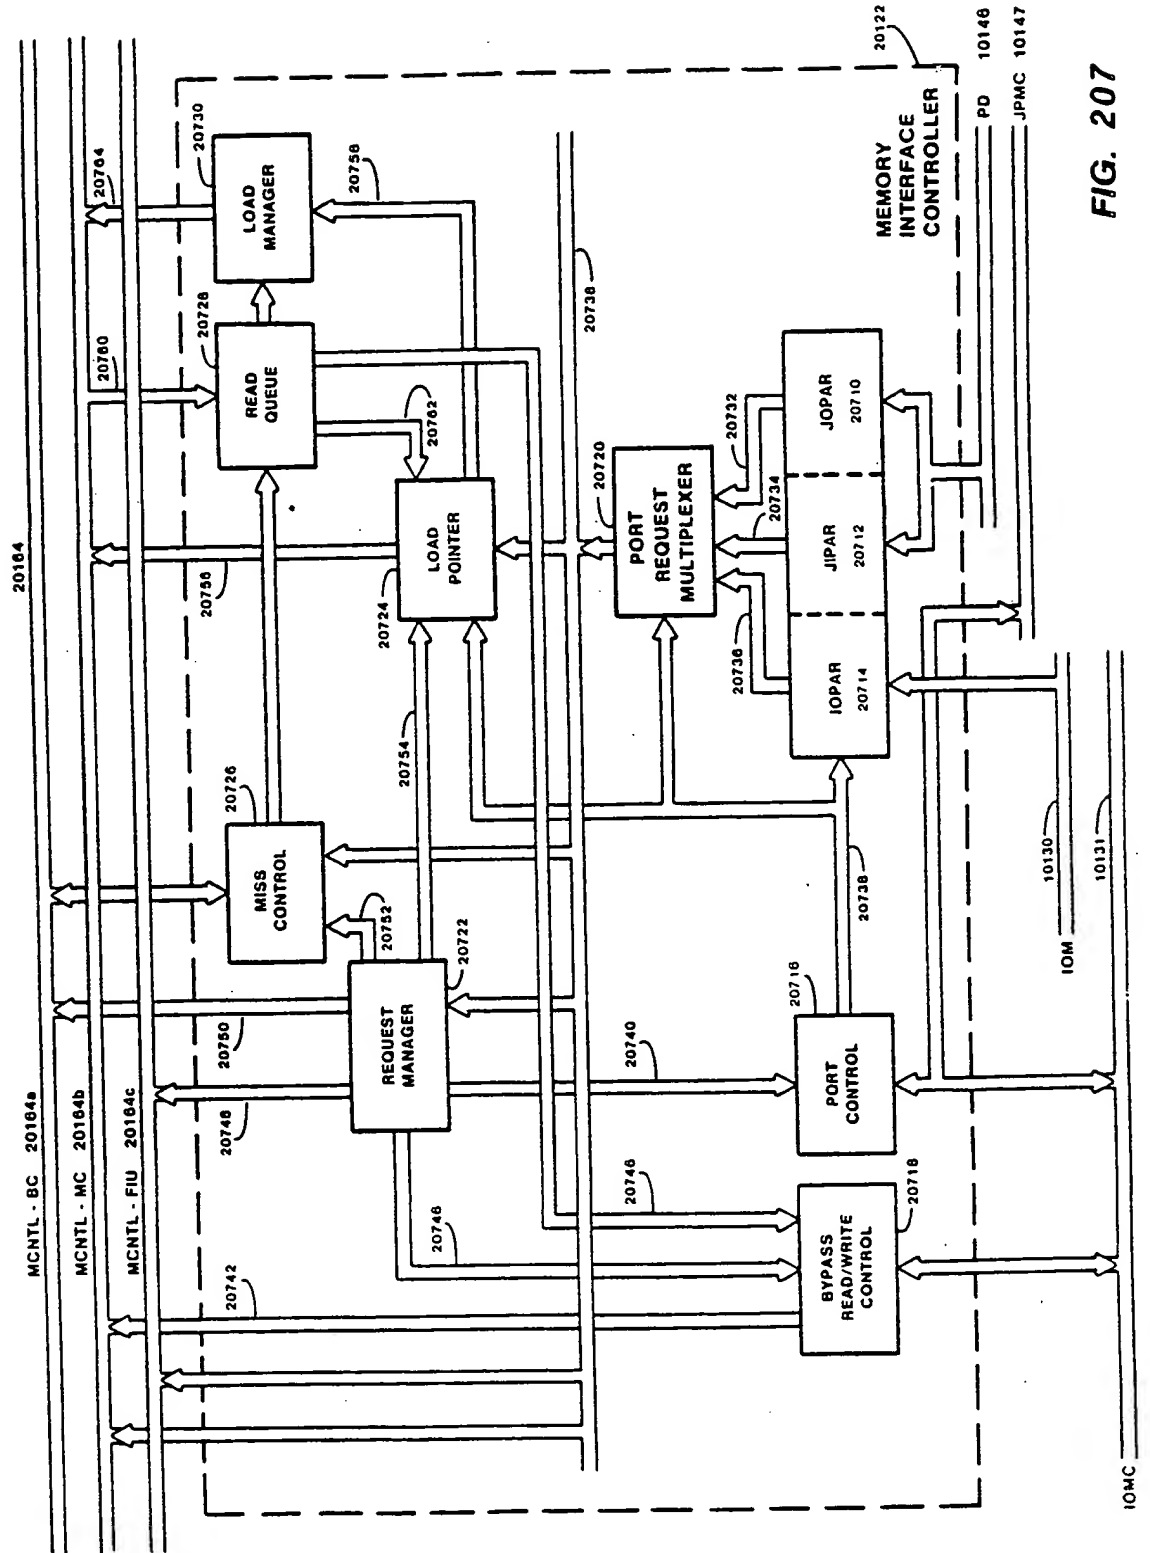 20164
MCNTL - BC 20164a
MCNTL - MC 20164b
MCNTL - FIU 20164c
20742
20748
20750
20756
20760
20764
MISS
CONTROL
20726
READ
QUEUE
20728
LOAD
MANAGER
20730
20122
20752
REQUEST
MANAGER
20722
20754
LOAD
POINTER
20724
20762
20758
20746
20746
20740
20738
PORT
REQUEST
MULTIPLEXER
20720
20736
20734
20732
MEMORY
INTERFACE
CONTROLLER
BYPASS
READ/WRITE
CONTROL
20718
PORT
CONTROL
20716
20738
IOPAR
20714
JIPAR
20712
JOPAR
20710
PD 10146
JPMC 10147
IOM
10130
10131
IOMC
FIG. 207